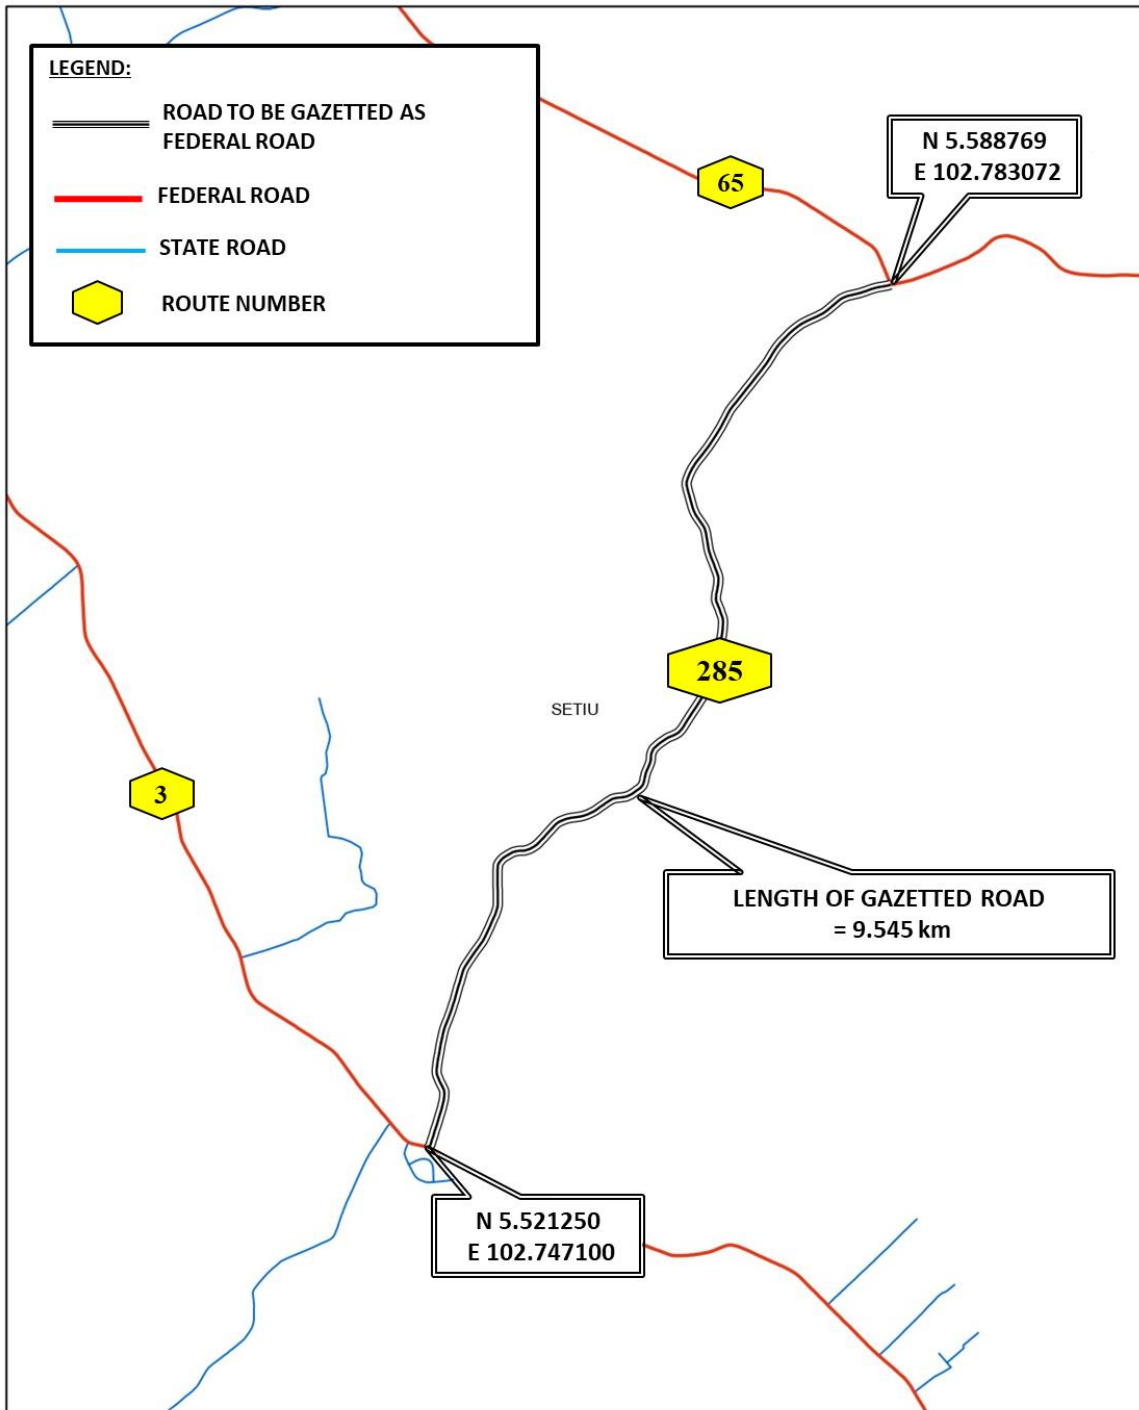 LEGEND:
ROAD TO BE GAZETTED AS
FEDERAL ROAD
FEDERAL ROAD
STATE ROAD
ROUTE NUMBER
65
N 5.588769
E 102.783072
285
SETIU
3
LENGTH OF GAZETTED ROAD
= 9.545 km
N 5.521250
E 102.747100